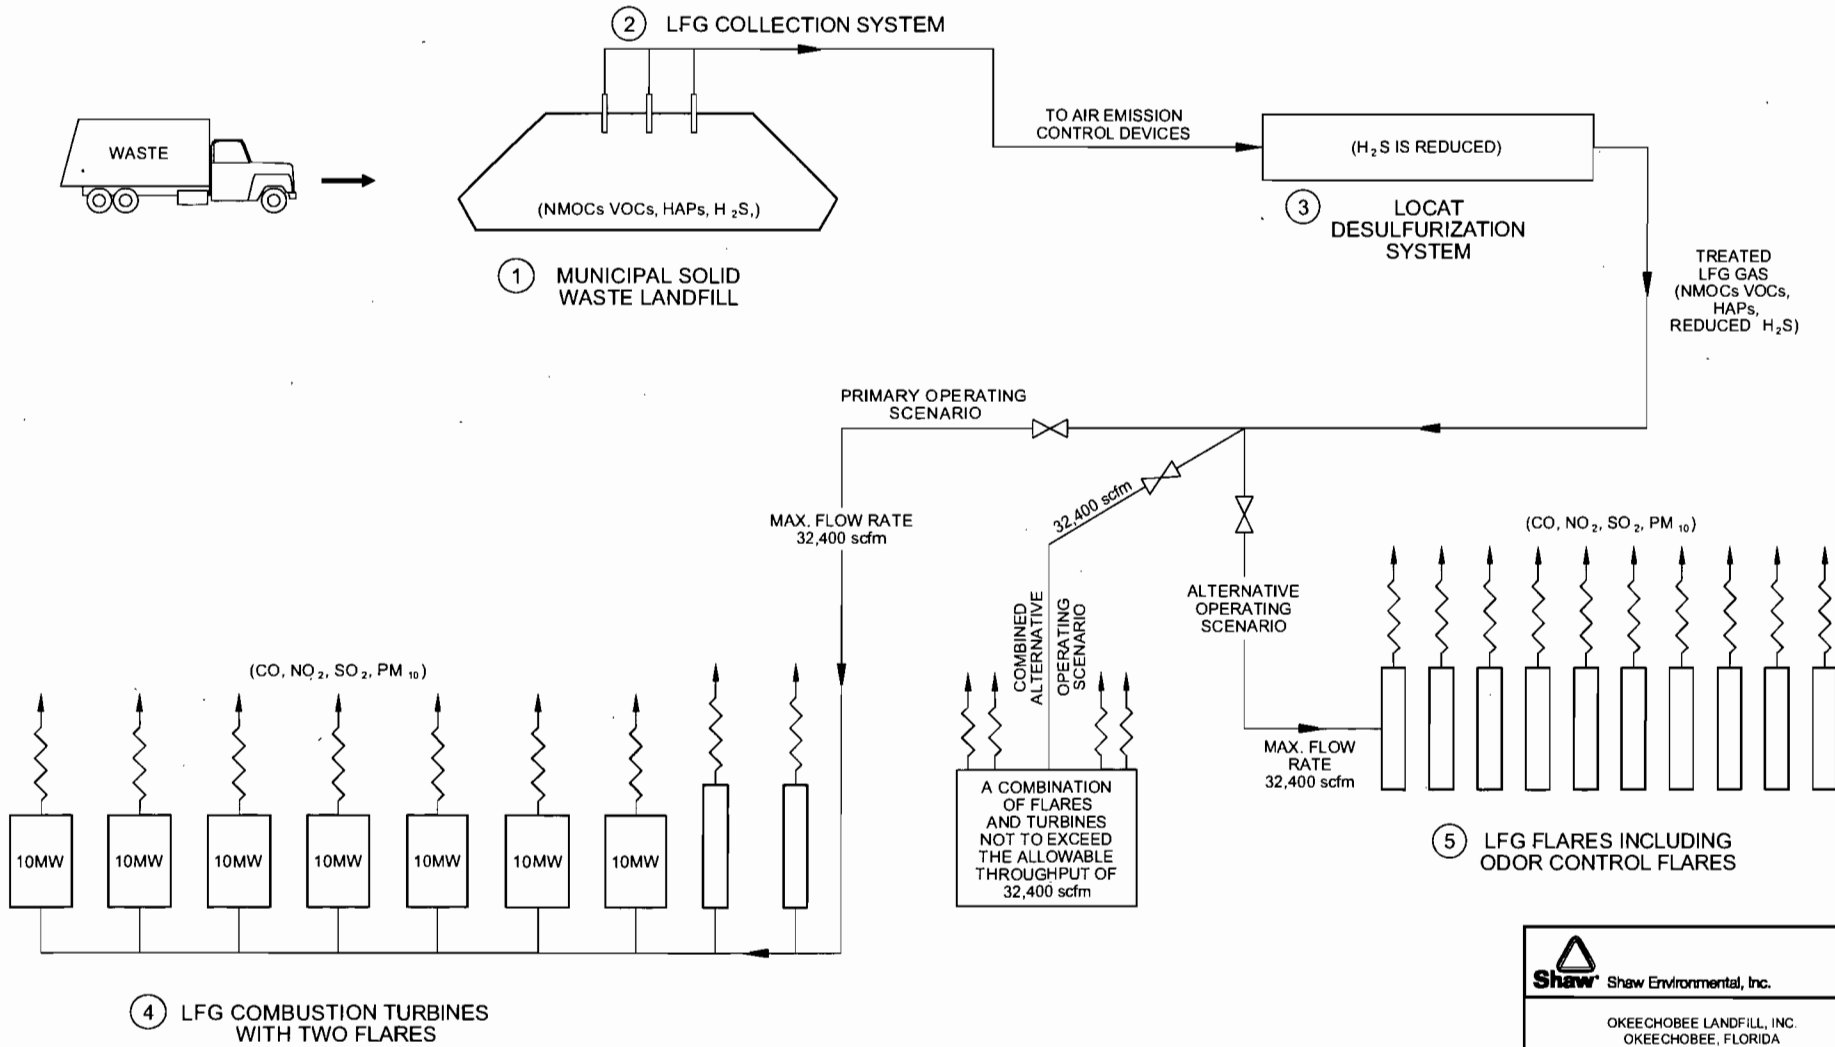 2 LFG COLLECTION SYSTEM
WASTE
(NMOCs VOCs, HAPs, H2S,)
1 MUNICIPAL SOLID
WASTE LANDFILL
TO AIR EMISSION
CONTROL DEVICES
(H2S IS REDUCED)
3 LOCAT
DESULFURIZATION
SYSTEM
TREATED
LFG GAS
(NMOCs VOCs,
HAPs,
REDUCED H2S)
PRIMARY OPERATING
SCENARIO
MAX. FLOW RATE
32,400 scfm
32,400 scfm
COMBINED
ALTERNATIVE
OPERATING
SCENARIO
ALTERNATIVE
OPERATING
SCENARIO
MAX. FLOW
RATE
32,400 scfm
(CO, NO2, SO2, PM10)
(CO, NO2, SO2, PM10)
10MW
10MW
10MW
10MW
10MW
10MW
10MW
A COMBINATION
OF FLARES
AND TURBINES
NOT TO EXCEED
THE ALLOWABLE
THROUGHPUT OF
32,400 scfm
5 LFG FLARES INCLUDING
ODOR CONTROL FLARES
4 LFG COMBUSTION TURBINES
WITH TWO FLARES
Shaw Shaw Environmental, Inc.
OKEECHOBEE LANDFILL, INC.
OKEECHOBEE, FLORIDA